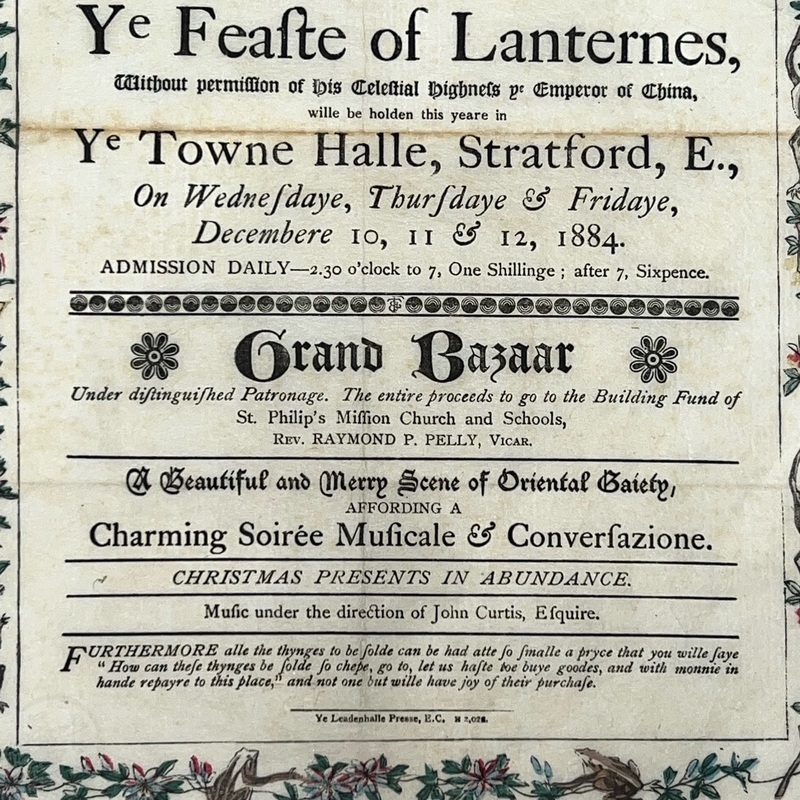 Yᵉ Feaſte of Lanternes,
Without permiſſion of his Celeſtial Highneſs yᵉ Emperor of China,
wille be holden this yeare in
Yᵉ Towne Halle, Stratford, E.,
On Wedneſdaye, Thurſdaye & Fridaye,
Decembere 10, 11 & 12, 1884.
ADMISSION DAILY—2.30 o'clock to 7, One Shillinge ; after 7, Sixpence.
Grand Bazaar
Under diſtinguiſhed Patronage. The entire proceeds to go to the Building Fund of
St. Philip's Miſſion Church and Schools,
Rev. RAYMOND P. PELLY, Vicar.
A Beautiful and Merry Scene of Oriental Gaiety,
AFFORDING A
Charming Soirée Muſicale & Converſazione.
CHRISTMAS PRESENTS IN ABUNDANCE.
Muſic under the direction of John Curtis, Eſquire.
FURTHERMORE alle the thynges to be ſolde can be had atte ſo ſmalle a pryce that you wille ſaye
“ How can theſe thynges be ſolde ſo chepe, go to, let us haſte toe buye goodes, and with monnie in
hande repayre to this place,” and not one but wille have joy of their purchaſe.
Ye Leadenhalle Preſſe, E.C.